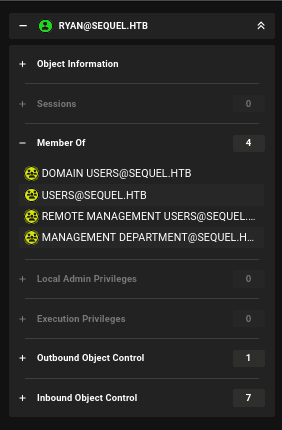 RYAN@SEQUEL.HTB
Object Information
Sessions 0
Member Of 4
DOMAIN USERS@SEQUEL.HTB
USERS@SEQUEL.HTB
REMOTE MANAGEMENT USERS@SEQUEL....
MANAGEMENT DEPARTMENT@SEQUEL.H...
Local Admin Privileges 0
Execution Privileges 0
Outbound Object Control 1
Inbound Object Control 7